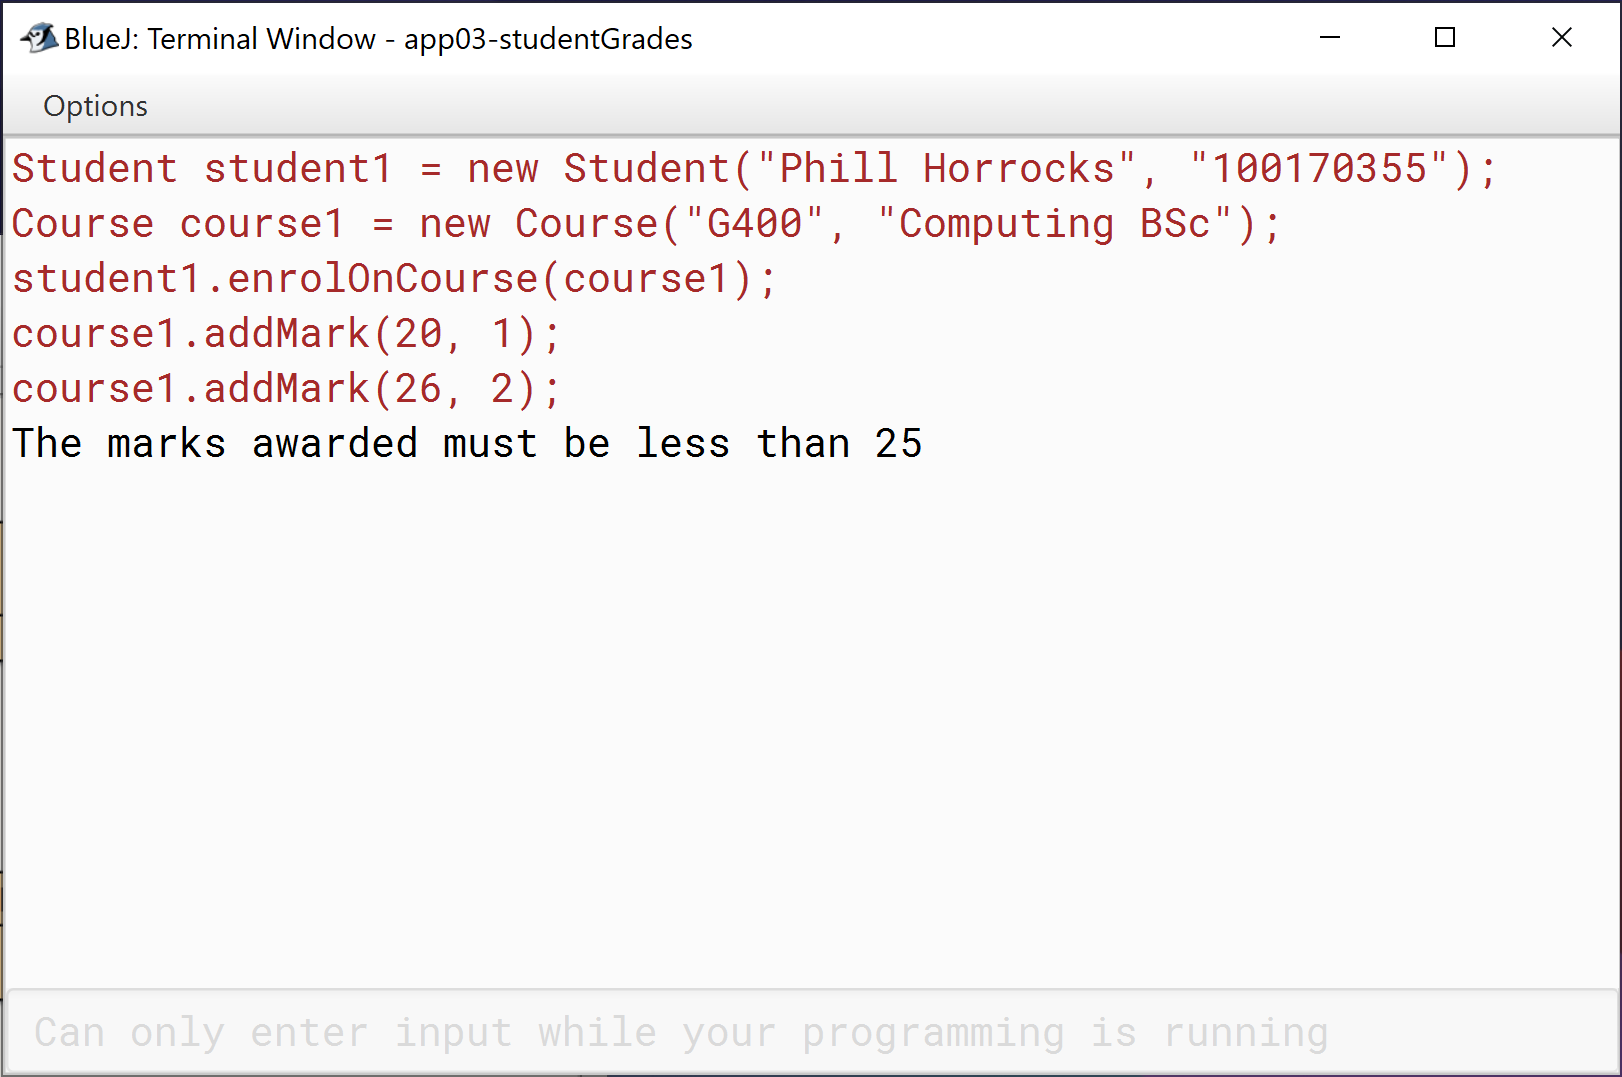 BlueJ: Terminal Window - app03-studentGrades
Options
Student student1 = new Student("Phill Horrocks", "100170355");
Course course1 = new Course("G400", "Computing BSc");
student1.enrolOnCourse(course1);
course1.addMark(20, 1);
course1.addMark(26, 2);
The marks awarded must be less than 25
Can only enter input while your programming is running